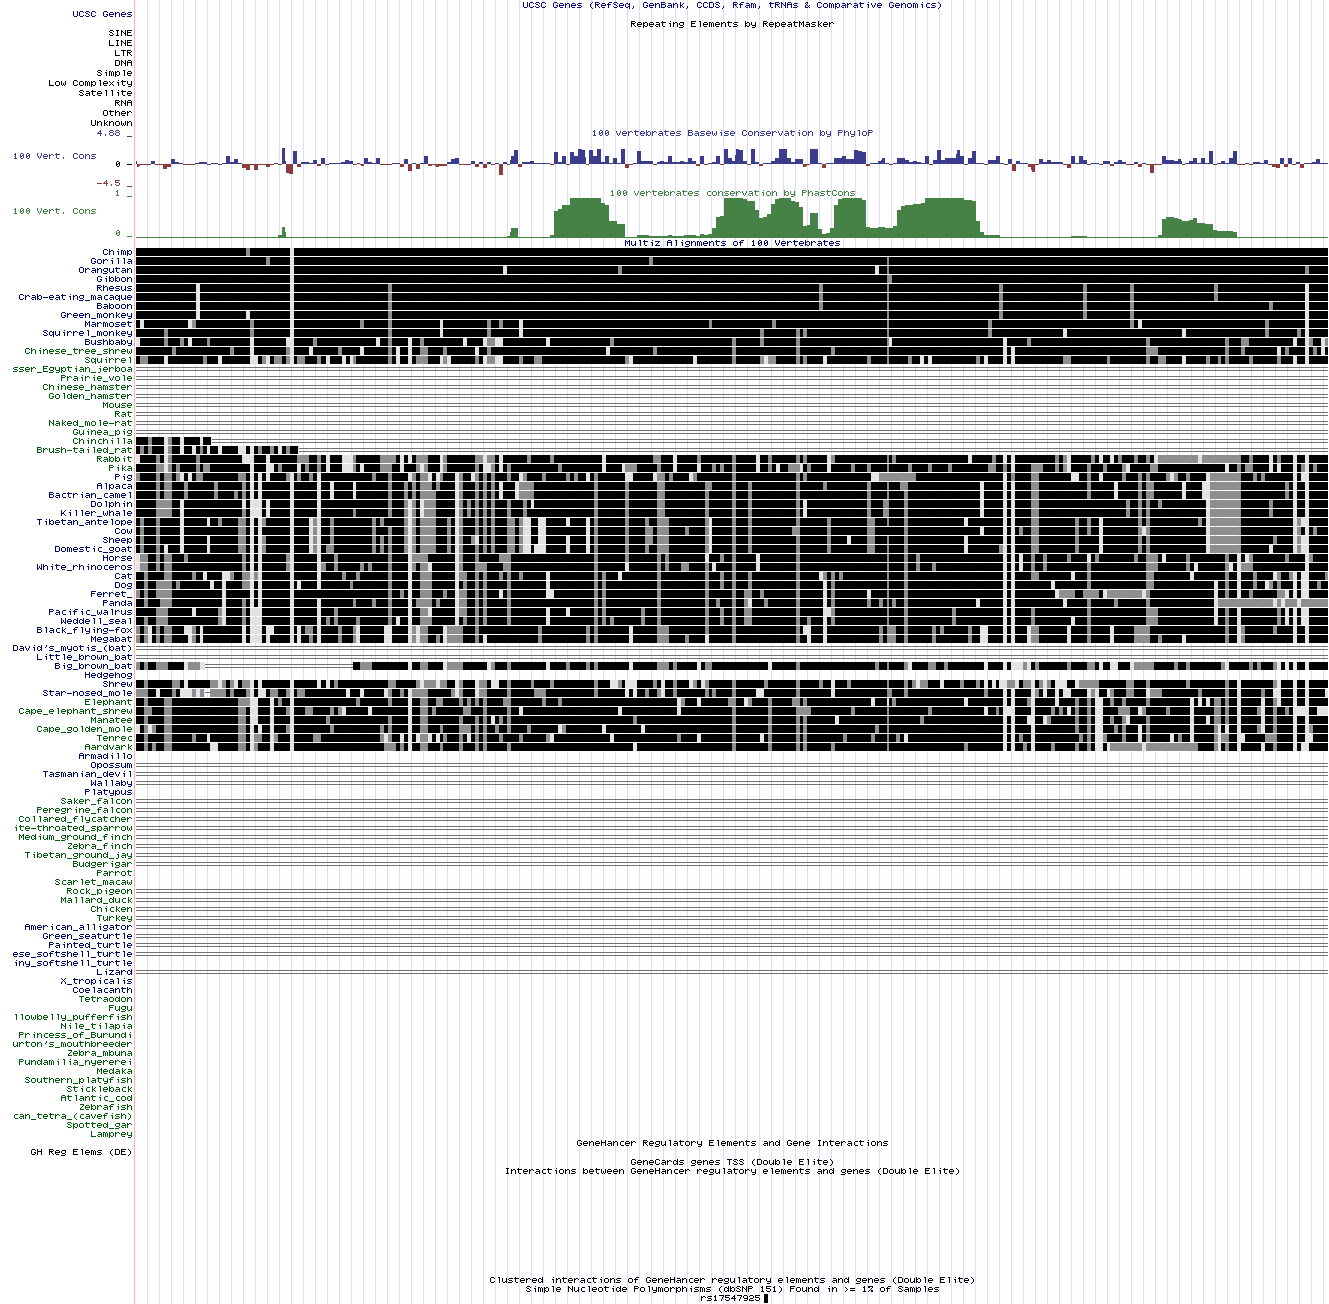 UCSC Genes (RefSeq, GenBank, CCDS, Rfam, tRNAs & Comparative Genomics)
UCSC Genes
Repeating Elements by RepeatMasker
SINE
LINE
LTR
DNA
Simple
Low Complexity
Satellite
RNA
Other
Unknown
4.88 _
100 vertebrates Basewise Conservation by PhyloP
100 Vert. Cons
0 -
-4.5 _
1 _
100 vertebrates conservation by PhastCons
100 Vert. Cons
0 _
Multiz Alignments of 100 Vertebrates
Chimp
Gorilla
Orangutan
Gibbon
Rhesus
Crab-eating_macaque
Baboon
Green_monkey
Marmoset
Squirrel_monkey
Bushbaby
Chinese_tree_shrew
Squirrel
sser_Egyptian_jerboa
Prairie_vole
Chinese_hamster
Golden_hamster
Mouse
Rat
Naked_mole-rat
Guinea_pig
Chinchilla
Brush-tailed_rat
Rabbit
Pika
Pig
Alpaca
Bactrian_camel
Dolphin
Killer_whale
Tibetan_antelope
Cow
Sheep
Domestic_goat
Horse
White_rhinoceros
Cat
Dog
Ferret_
Panda
Pacific_walrus
Weddell_seal
Black_flying-fox
Megabat
David's_myotis_(bat)
Little_brown_bat
Big_brown_bat
Hedgehog
Shrew
Star-nosed_mole
Elephant
Cape_elephant_shrew
Manatee
Cape_golden_mole
Tenrec
Aardvark
Armadillo
Opossum
Tasmanian_devil
Wallaby
Platypus
Saker_falcon
Peregrine_falcon
Collared_flycatcher
ite-throated_sparrow
Medium_ground_finch
Zebra_finch
Tibetan_ground_jay
Budgerigar
Parrot
Scarlet_macaw
Rock_pigeon
Mallard_duck
Chicken
Turkey
American_alligator
Green_seaturtle
Painted_turtle
ese_softshell_turtle
iny_softshell_turtle
Lizard
X_tropicalis
Coelacanth
Tetraodon
Fugu
llowbelly_pufferfish
Nile_tilapia
Princess_of_Burundi
urton's_mouthbreeder
Zebra_mbuna
Pundamilia_nyererei
Medaka
Southern_platyfish
Stickleback
Atlantic_cod
Zebrafish
can_tetra_(cavefish)
Spotted_gar
Lamprey
GeneHancer Regulatory Elements and Gene Interactions
GH Reg Elems (DE)
GeneCards genes TSS (Double Elite)
Interactions between GeneHancer regulatory elements and genes (Double Elite)
Clustered interactions of GeneHancer regulatory elements and genes (Double Elite)
Simple Nucleotide Polymorphisms (dbSNP 151) Found in >= 1% of Samples
rs17547925